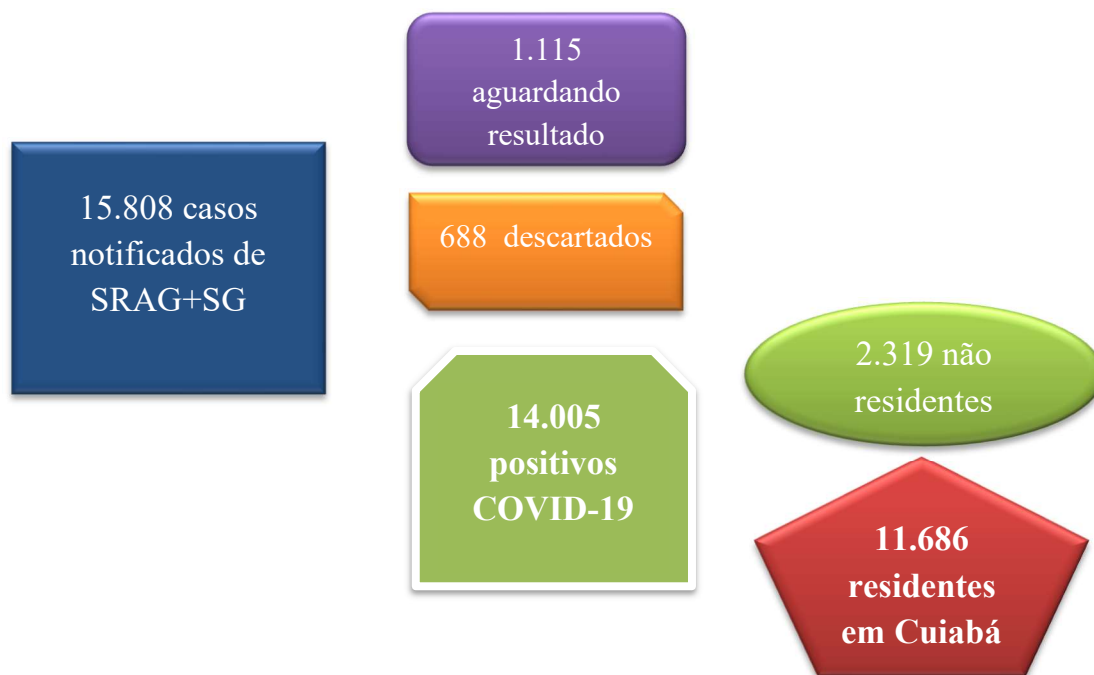 15.808 casos
notificados de
SRAG+SG
1.115
aguardando
resultado
688 descartados
14.005
positivos
COVID-19
2.319 não
residentes
11.686
residentes
em Cuiabá